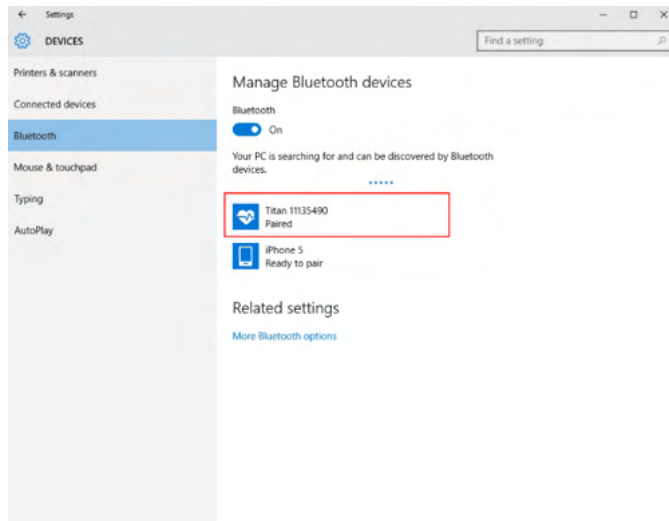 Settings
DEVICES
Find a setting
Printers & scanners
Connected devices
Bluetooth
Mouse & touchpad
Typing
AutoPlay
Manage Bluetooth devices
Bluetooth
On
Your PC is searching for and can be discovered by Bluetooth
devices.
Titan 11135490
Paired
iPhone 5
Ready to pair
Related settings
More Bluetooth options